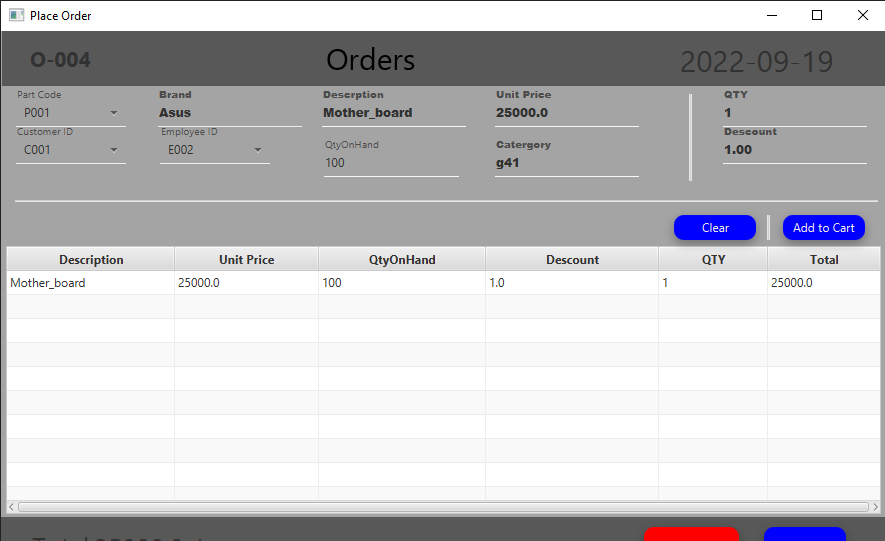 Place Order
O-004 Orders 2022-09-19
Part Code Brand Descrption Unit Price QTY
P001 Asus Mother_board 25000.0 1
Customer ID Employee ID QtyOnHand Catergory Descount
C001 E002 100 g41 1.00
Clear Add to Cart
Description Unit Price QtyOnHand Descount QTY Total
Mother_board 25000.0 100 1.0 1 25000.0